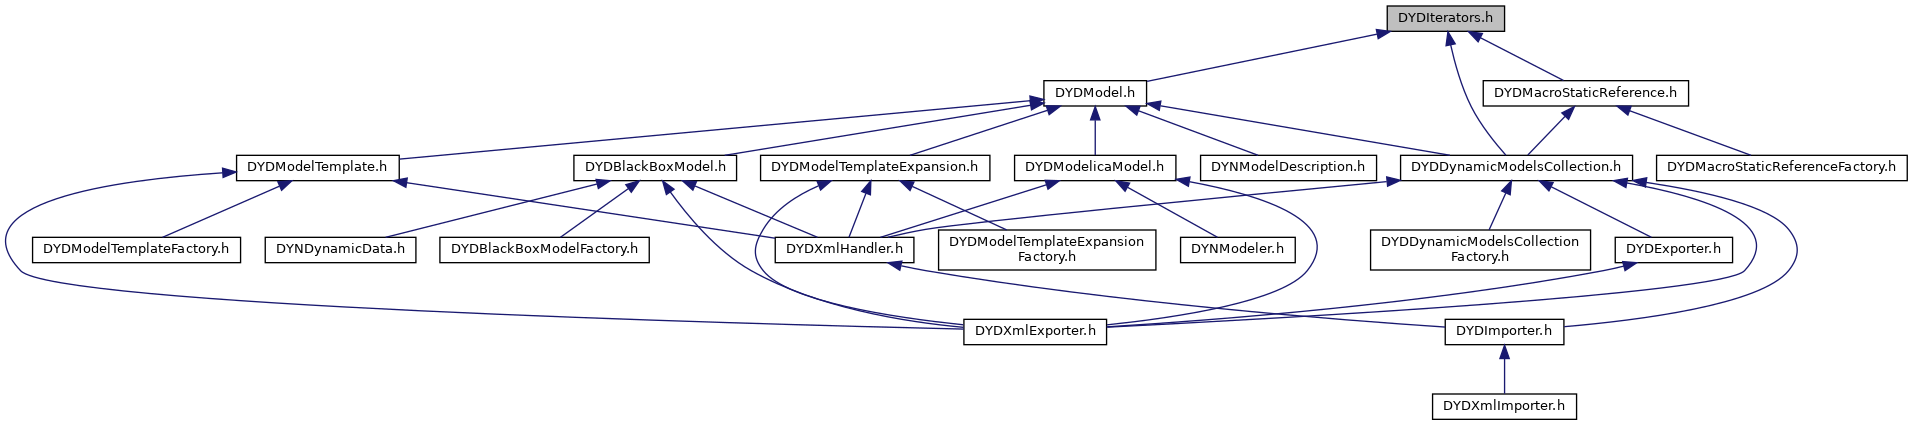 DYDIterators.h
DYDModel.h
DYDMacroStaticReference.h
DYDModelTemplate.h
DYDBlackBoxModel.h
DYDModelTemplateExpansion.h
DYDModelicaModel.h
DYNModelDescription.h
DYDDynamicModelsCollection.h
DYDMacroStaticReferenceFactory.h
DYDModelTemplateFactory.h
DYNDynamicData.h
DYDBlackBoxModelFactory.h
DYDXmlHandler.h
DYDModelTemplateExpansion
Factory.h
DYNModeler.h
DYDDynamicModelsCollection
Factory.h
DYDExporter.h
DYDXmlExporter.h
DYDImporter.h
DYDXmlImporter.h